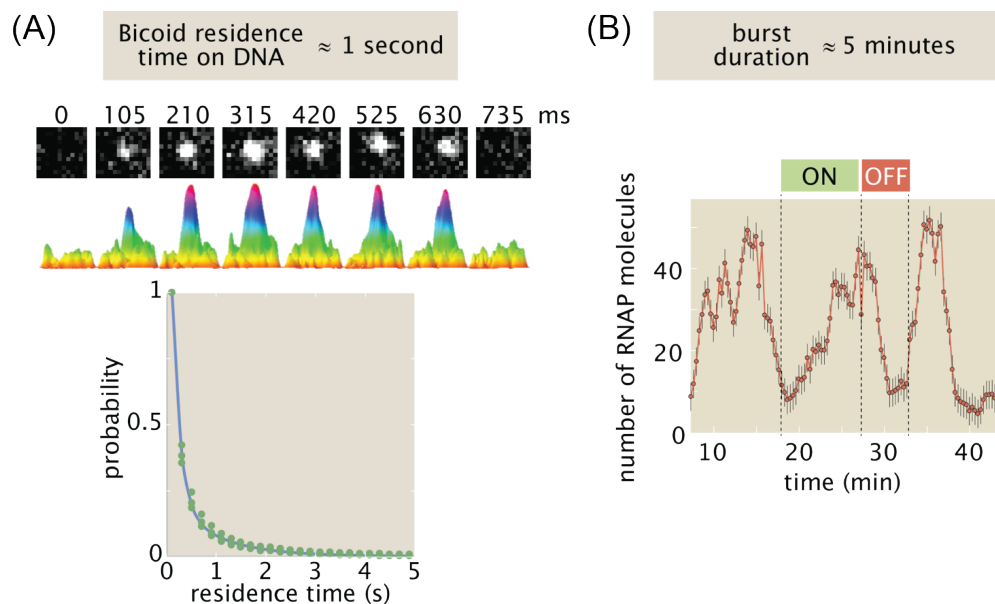 (A)
Bicoid residence
time on DNA ≈ 1 second
0 105 210 315 420 525 630 735 ms
1
0.5
0
probability
0 1 2 3 4 5
residence time (s)
(B)
burst
duration ≈ 5 minutes
ON OFF
40
20
0
number of RNAP molecules
10 20 30 40
time (min)